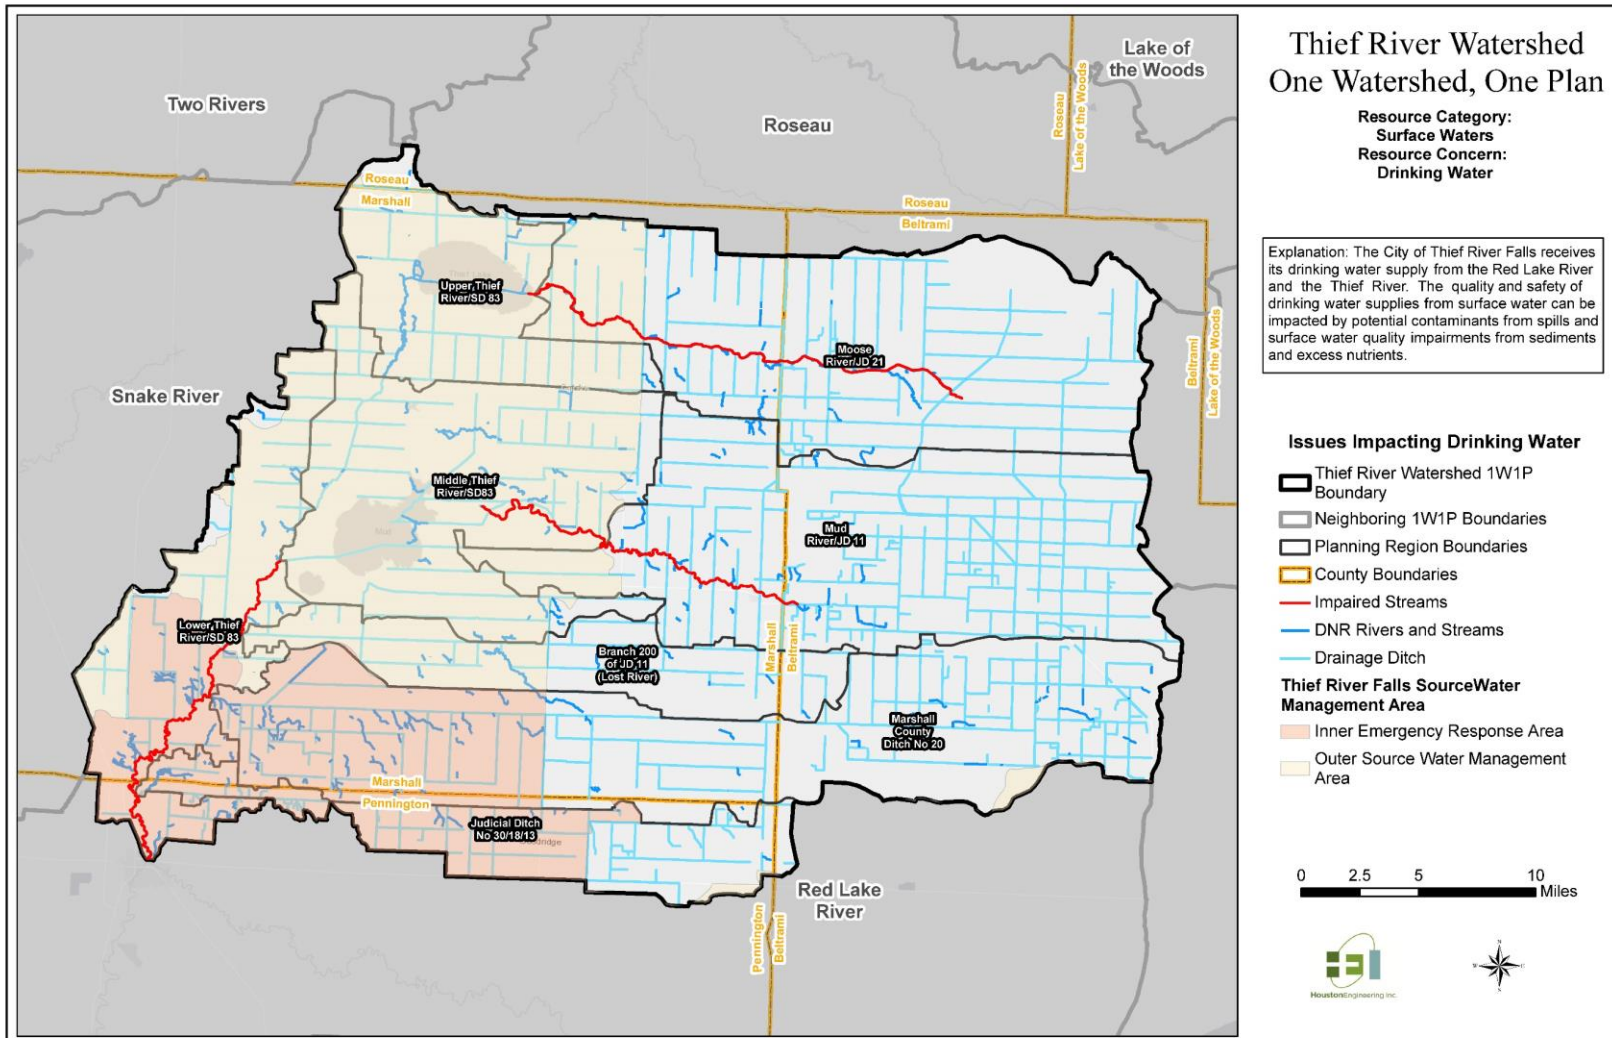 Thief River Watershed
One Watershed, One Plan
Resource Category:
Surface Waters
Resource Concern:
Drinking Water
Explanation: The City of Thief River Falls receives
its drinking water supply from the Red Lake River
and the Thief River. The quality and safety of
drinking water supplies from surface water can be
impacted by potential contaminants from spills and
surface water quality impairments from sediments
and excess nutrients.
Issues Impacting Drinking Water
Thief River Watershed 1W1P
Boundary
Neighboring 1W1P Boundaries
Planning Region Boundaries
County Boundaries
Impaired Streams
DNR Rivers and Streams
Drainage Ditch
Thief River Falls SourceWater
Management Area
Inner Emergency Response Area
Outer Source Water Management
Area
0 2.5 5 10
Miles
HoustonEngineering Inc.
N
W E
S
Lake of
the Woods
Two Rivers
Roseau
Roseau
Lake of the Woods
Roseau
Marshall
Roseau
Beltrami
Thief Lake
Upper Thief
River/SD 83
Moose
River/JD 21
Beltrami
Lake of the Woods
Snake River
Middle Thief
River/SD83
Mud
Mud
River/JD 11
Lower Thief
River/SD 83
Branch 200
of JD 11
(Lost River)
Marshall
Beltrami
Marshall
County
Ditch No 20
Marshall
Pennington
Judicial Ditch
No 30/18/13
Red Lake
River
Pennington
Beltrami